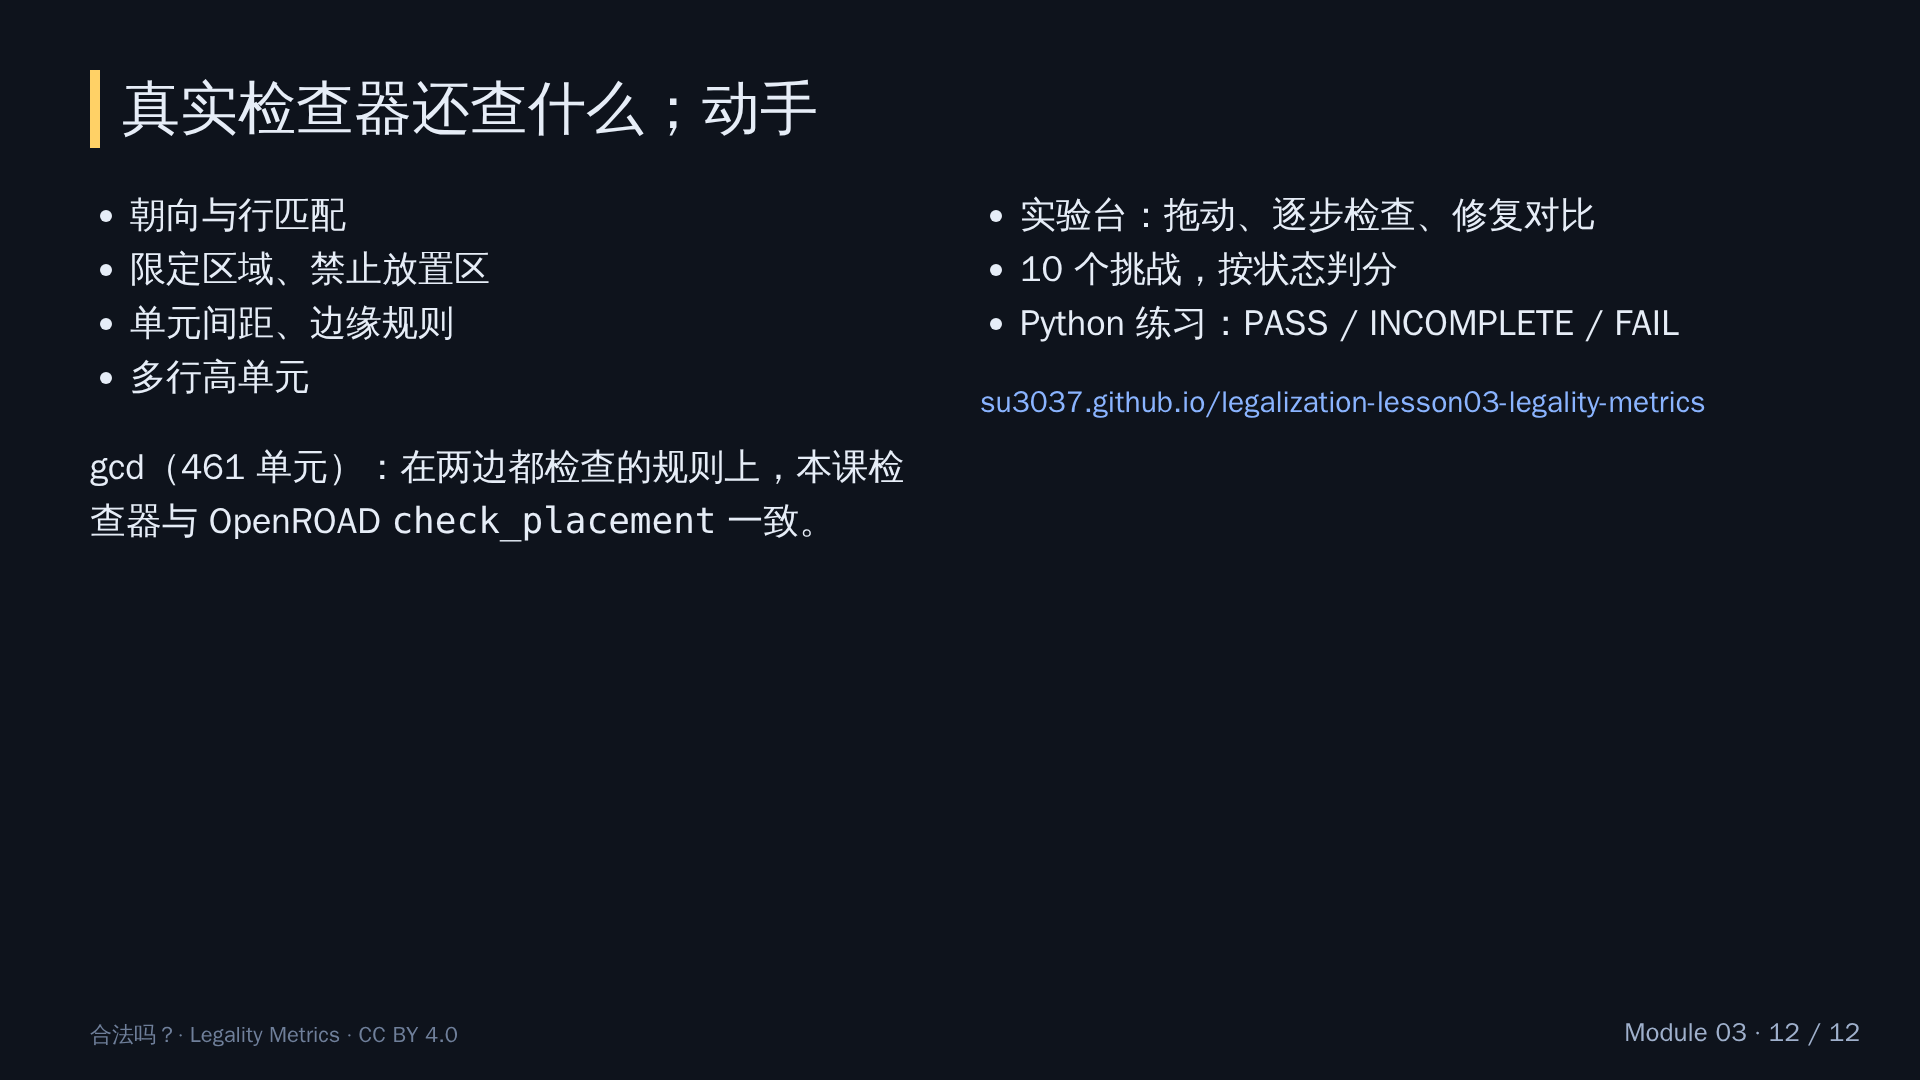 真实检查器还查什么；动手
• 朝向与行匹配
• 限定区域、禁止放置区
• 单元间距、边缘规则
• 多行高单元
gcd（461 单元）：在两边都检查的规则上，本课检
查器与 OpenROAD check_placement 一致。
• 实验台：拖动、逐步检查、修复对比
• 10 个挑战，按状态判分
• Python 练习：PASS / INCOMPLETE / FAIL
su3037.github.io/legalization-lesson03-legality-metrics
合法吗？· Legality Metrics · CC BY 4.0
Module 03 · 12 / 12